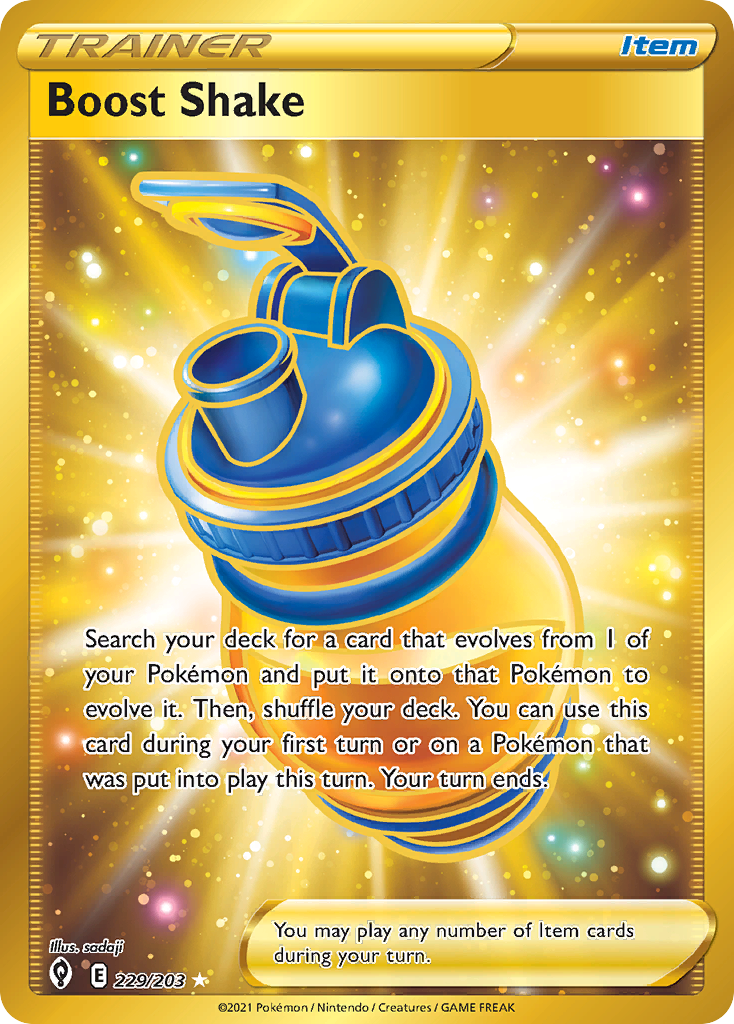 TRAINER
Item
Boost Shake
Search your deck for a card that evolves from 1 of
your Pokémon and put it onto that Pokémon to
evolve it. Then, shuffle your deck. You can use this
card during your first turn or on a Pokémon that
was put into play this turn. Your turn ends.
You may play any number of Item cards
during your turn.
Illus. sadaji
E 229/203 ★
©2021 Pokémon / Nintendo / Creatures / GAME FREAK